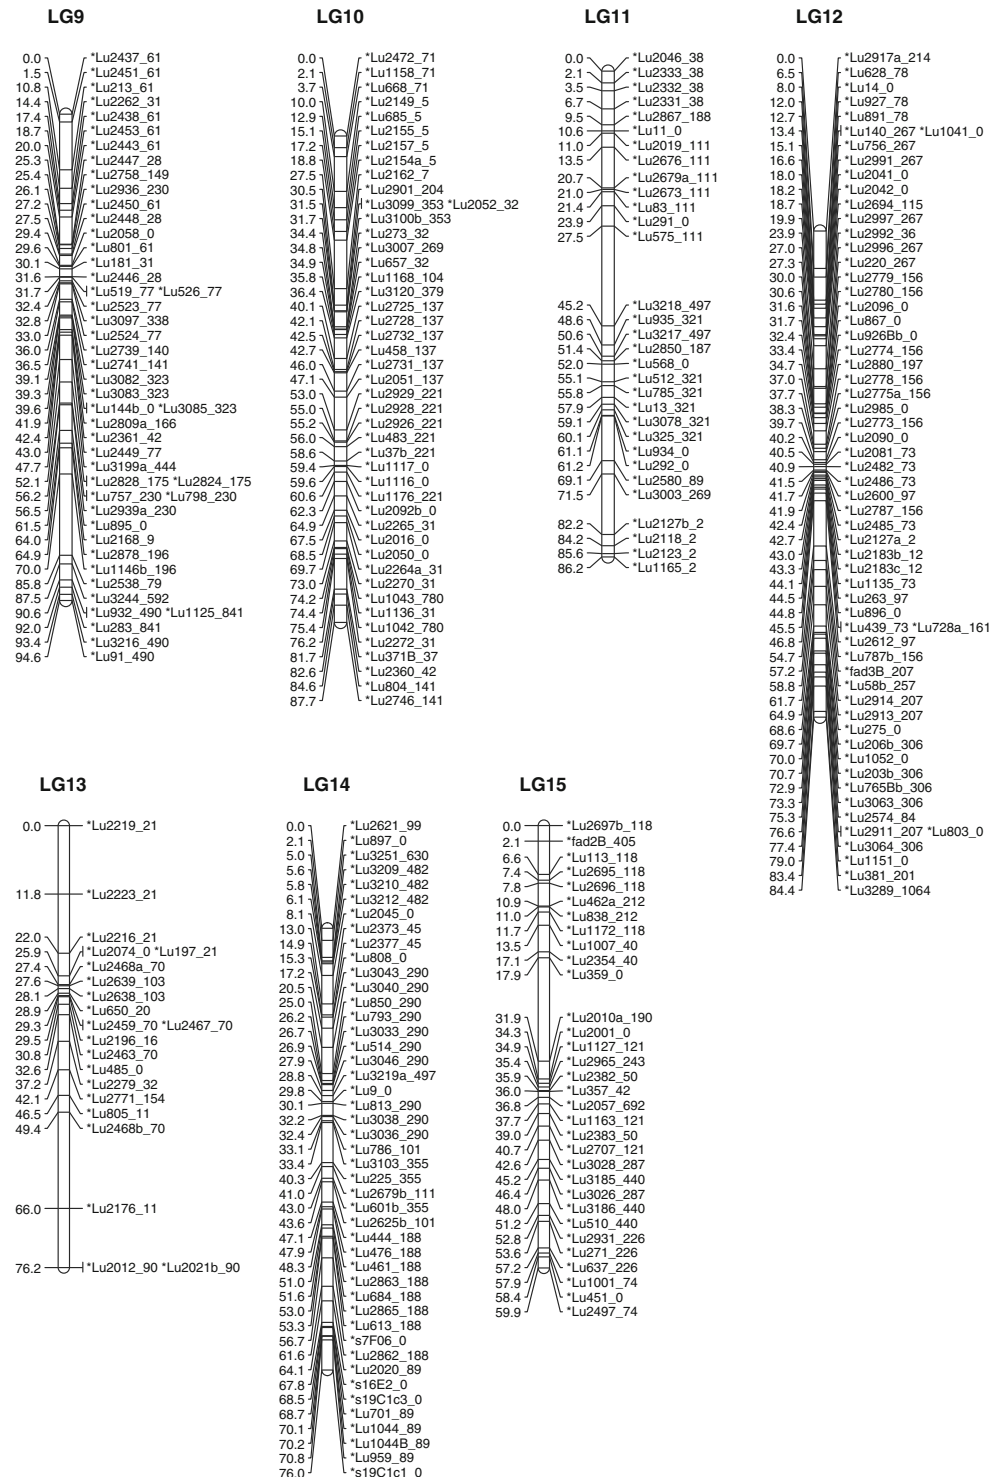 LG9
0.0 *Lu2437_61
1.5 *Lu2451_61
10.8 *Lu213_61
14.4 *Lu2262_31
17.4 *Lu2438_61
18.7 *Lu2453_61
20.0 *Lu2443_61
25.3 *Lu2447_28
25.4 *Lu2758_149
26.1 *Lu2936_230
27.2 *Lu2450_61
27.5 *Lu2448_28
29.4 *Lu2058_0
29.6 *Lu801_61
30.1 *Lu181_31
31.6 *Lu2446_28
31.7 *Lu519_77 *Lu526_77
32.4 *Lu2523_77
32.8 *Lu3097_338
33.0 *Lu2524_77
36.0 *Lu2739_140
36.5 *Lu2741_141
39.1 *Lu3082_323
39.3 *Lu3083_323
39.6 *Lu144b_0 *Lu3085_323
41.9 *Lu2809a_166
42.4 *Lu2361_42
43.0 *Lu2449_77
47.7 *Lu3199a_444
52.1 *Lu2828_175 *Lu2824_175
56.2 *Lu757_230 *Lu798_230
56.5 *Lu2939a_230
61.5 *Lu895_0
64.0 *Lu2168_9
64.9 *Lu2878_196
70.0 *Lu1146b_196
85.8 *Lu2538_79
87.5 *Lu3244_592
90.6 *Lu932_490 *Lu1125_841
92.0 *Lu283_841
93.4 *Lu3216_490
94.6 *Lu91_490
LG10
0.0 *Lu2472_71
2.1 *Lu1158_71
3.7 *Lu668_71
10.0 *Lu2149_5
12.9 *Lu685_5
15.1 *Lu2155_5
17.2 *Lu2157_5
18.8 *Lu2154a_5
27.5 *Lu2162_7
30.5 *Lu2901_204
31.5 *Lu3099_353 *Lu2052_32
31.7 *Lu3100b_353
34.4 *Lu273_32
34.8 *Lu3007_269
34.9 *Lu657_32
35.8 *Lu1168_104
36.4 *Lu3120_379
40.1 *Lu2725_137
42.1 *Lu2728_137
42.5 *Lu2732_137
42.7 *Lu458_137
46.0 *Lu2731_137
47.1 *Lu2051_137
53.0 *Lu2929_221
55.0 *Lu2928_221
55.2 *Lu2926_221
56.0 *Lu483_221
58.6 *Lu37b_221
59.4 *Lu1117_0
59.6 *Lu1116_0
60.6 *Lu1176_221
62.3 *Lu2092b_0
64.9 *Lu2265_31
67.5 *Lu2016_0
68.5 *Lu2050_0
69.7 *Lu2264a_31
73.0 *Lu2270_31
74.2 *Lu1043_780
74.4 *Lu1136_31
75.4 *Lu1042_780
76.2 *Lu2272_31
81.7 *Lu371B_37
82.6 *Lu2360_42
84.6 *Lu804_141
87.7 *Lu2746_141
LG11
0.0 *Lu2046_38
2.1 *Lu2333_38
3.5 *Lu2332_38
6.7 *Lu2331_38
9.5 *Lu2867_188
10.6 *Lu11_0
11.0 *Lu2019_111
13.5 *Lu2676_111
20.7 *Lu2679a_111
21.0 *Lu2673_111
21.4 *Lu83_111
23.9 *Lu291_0
27.5 *Lu575_111
45.2 *Lu3218_497
48.6 *Lu935_321
50.6 *Lu3217_497
51.4 *Lu2850_187
52.0 *Lu568_0
55.1 *Lu512_321
55.8 *Lu785_321
57.9 *Lu13_321
59.1 *Lu3078_321
60.1 *Lu325_321
61.1 *Lu934_0
61.2 *Lu292_0
69.1 *Lu2580_89
71.5 *Lu3003_269
82.2 *Lu2127b_2
84.2 *Lu2118_2
85.6 *Lu2123_2
86.2 *Lu1165_2
LG12
0.0 *Lu2917a_214
6.5 *Lu628_78
8.0 *Lu14_0
12.0 *Lu927_78
12.7 *Lu891_78
13.4 *Lu140_267 *Lu1041_0
15.1 *Lu756_267
16.6 *Lu2991_267
18.0 *Lu2041_0
18.2 *Lu2042_0
18.7 *Lu2694_115
19.9 *Lu2997_267
23.9 *Lu2992_36
27.0 *Lu2996_267
27.3 *Lu220_267
30.0 *Lu2779_156
30.6 *Lu2780_156
31.6 *Lu2096_0
31.7 *Lu867_0
32.4 *Lu926Bb_0
33.4 *Lu2774_156
34.7 *Lu2880_197
37.0 *Lu2778_156
37.7 *Lu2775a_156
38.3 *Lu2985_0
39.7 *Lu2773_156
40.2 *Lu2090_0
40.5 *Lu2081_73
40.9 *Lu2482_73
41.5 *Lu2486_73
41.7 *Lu2600_97
41.9 *Lu2787_156
42.4 *Lu2485_73
42.7 *Lu2127a_2
43.0 *Lu2183b_12
43.3 *Lu2183c_12
44.1 *Lu1135_73
44.5 *Lu263_97
44.8 *Lu896_0
45.5 *Lu439_73 *Lu728a_161
46.8 *Lu2612_97
54.7 *Lu787b_156
57.2 *fad3B_207
58.8 *Lu58b_257
61.7 *Lu2914_207
64.9 *Lu2913_207
68.6 *Lu275_0
69.7 *Lu206b_306
70.0 *Lu1052_0
70.7 *Lu203b_306
72.9 *Lu765Bb_306
73.3 *Lu3063_306
75.3 *Lu2574_84
76.6 *Lu2911_207 *Lu803_0
77.4 *Lu3064_306
79.0 *Lu1151_0
83.4 *Lu381_201
84.4 *Lu3289_1064
LG13
0.0 *Lu2219_21
11.8 *Lu2223_21
22.0 *Lu2216_21
25.9 *Lu2074_0 *Lu197_21
27.4 *Lu2468a_70
27.6 *Lu2639_103
28.1 *Lu2638_103
28.9 *Lu650_20
29.3 *Lu2459_70 *Lu2467_70
29.5 *Lu2196_16
30.8 *Lu2463_70
32.6 *Lu485_0
37.2 *Lu2279_32
42.1 *Lu2771_154
46.5 *Lu805_11
49.4 *Lu2468b_70
66.0 *Lu2176_11
76.2 *Lu2012_90 *Lu2021b_90
LG14
0.0 *Lu2621_99
2.1 *Lu897_0
5.0 *Lu3251_630
5.6 *Lu3209_482
5.8 *Lu3210_482
6.1 *Lu3212_482
8.1 *Lu2045_0
13.0 *Lu2373_45
14.9 *Lu2377_45
15.3 *Lu808_0
17.2 *Lu3043_290
20.5 *Lu3040_290
25.0 *Lu850_290
26.2 *Lu793_290
26.7 *Lu3033_290
26.9 *Lu514_290
27.9 *Lu3046_290
28.8 *Lu3219a_497
29.8 *Lu9_0
30.1 *Lu813_290
32.2 *Lu3038_290
32.4 *Lu3036_290
33.1 *Lu786_101
33.4 *Lu3103_355
40.3 *Lu225_355
41.0 *Lu2679b_111
43.0 *Lu601b_355
43.6 *Lu2625b_101
47.1 *Lu444_188
47.9 *Lu476_188
48.3 *Lu461_188
51.0 *Lu2863_188
51.6 *Lu684_188
53.0 *Lu2865_188
53.3 *Lu613_188
56.7 *s7F06_0
61.6 *Lu2862_188
64.1 *Lu2020_89
67.8 *s16E2_0
68.5 *s19C1c3_0
68.7 *Lu701_89
70.1 *Lu1044_89
70.2 *Lu1044B_89
70.8 *Lu959_89
76.0 *s19C1c1_0
LG15
0.0 *Lu2697b_118
2.1 *fad2B_405
6.6 *Lu113_118
7.4 *Lu2695_118
7.8 *Lu2696_118
10.9 *Lu462a_212
11.0 *Lu838_212
11.7 *Lu1172_118
13.5 *Lu1007_40
17.1 *Lu2354_40
17.9 *Lu359_0
31.9 *Lu2010a_190
34.3 *Lu2001_0
34.9 *Lu1127_121
35.4 *Lu2965_243
35.9 *Lu2382_50
36.0 *Lu357_42
36.8 *Lu2057_692
37.7 *Lu1163_121
39.0 *Lu2383_50
40.7 *Lu2707_121
42.6 *Lu3028_287
45.2 *Lu3185_440
46.4 *Lu3026_287
48.0 *Lu3186_440
51.2 *Lu510_440
52.8 *Lu2931_226
53.6 *Lu271_226
57.2 *Lu637_226
57.9 *Lu1001_74
58.4 *Lu451_0
59.9 *Lu2497_74